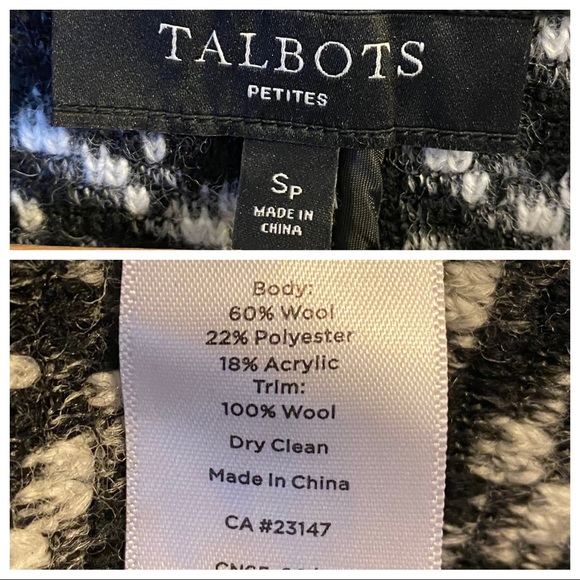 TALBOTS
PETITES
SP
MADE IN
CHINA
Body:
60% Wool
22% Polyester
18% Acrylic
Trim:
100% Wool
Dry Clean
Made In China
CA #23147